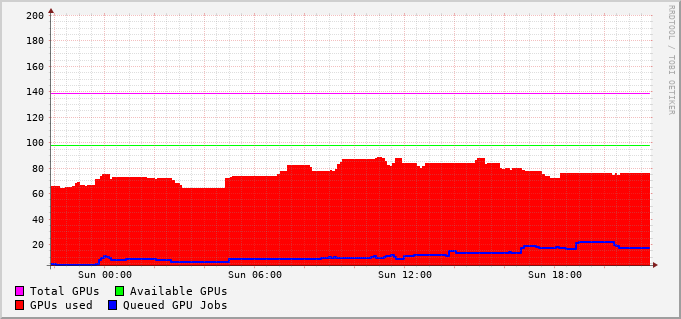 200
180
160
140
120
100
80
60
40
20
Sun 00:00 Sun 06:00 Sun 12:00 Sun 18:00
Total GPUs Available GPUs
GPUs used Queued GPU Jobs
RRDTOOL / TOBI OETIKER